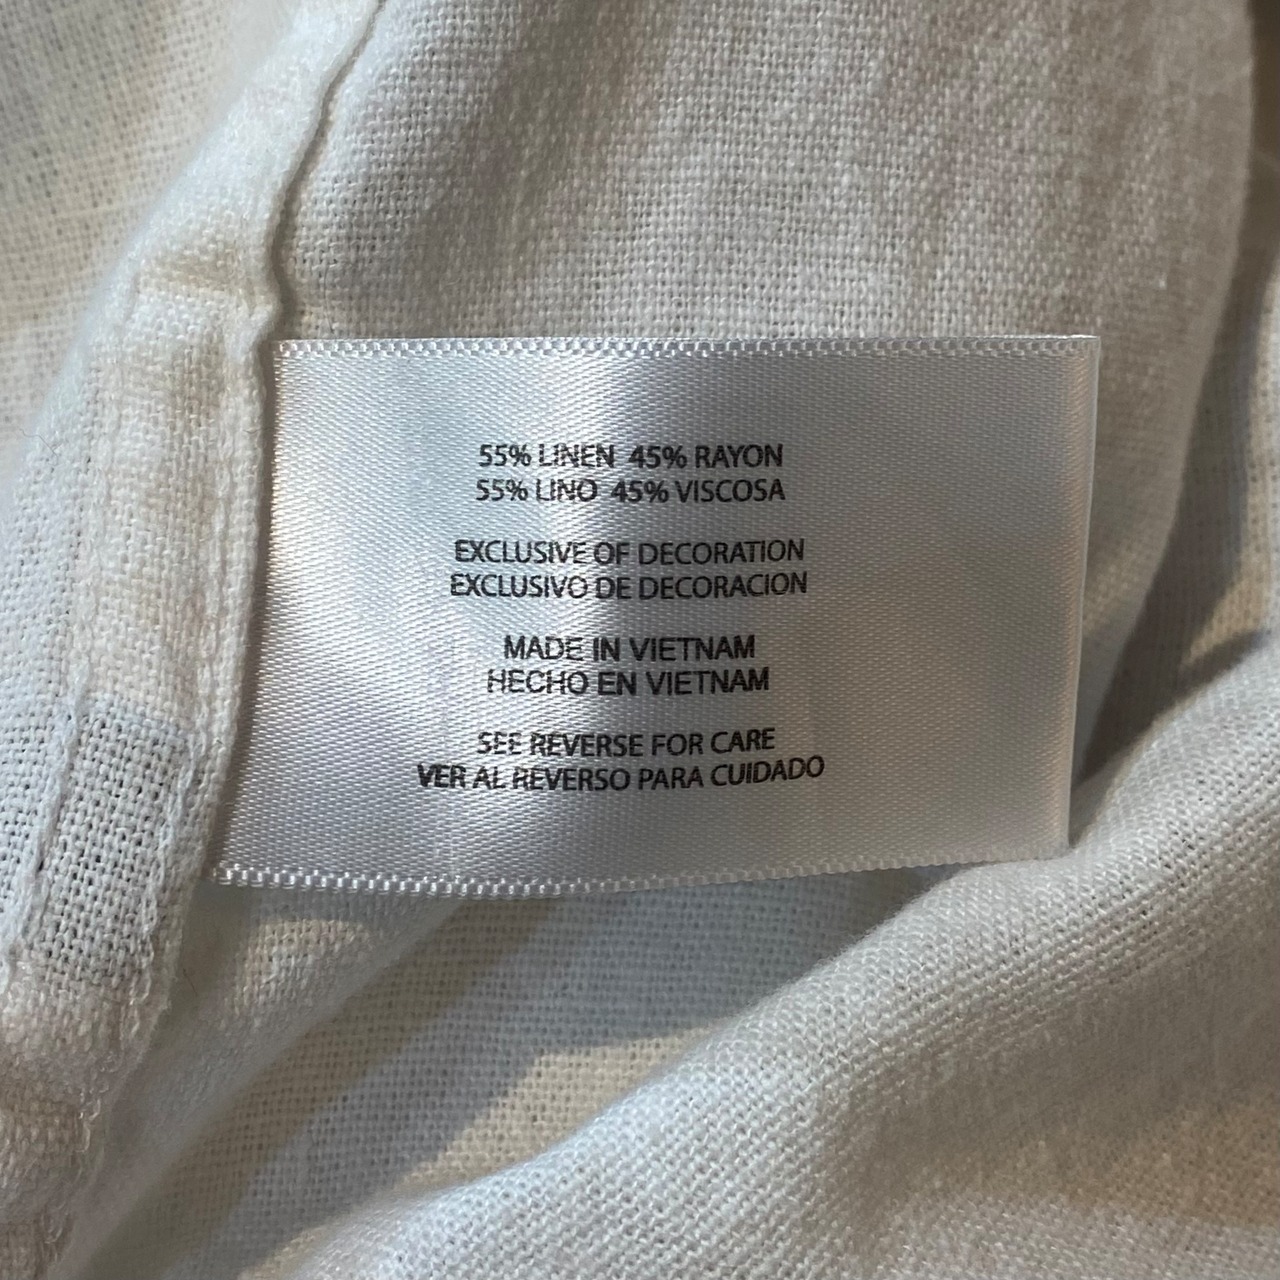 55% LINEN 45% RAYON
55% LINO 45% VISCOSA
EXCLUSIVE OF DECORATION
EXCLUSIVO DE DECORACION
MADE IN VIETNAM
HECHO EN VIETNAM
SEE REVERSE FOR CARE
VER AL REVERSO PARA CUIDADO